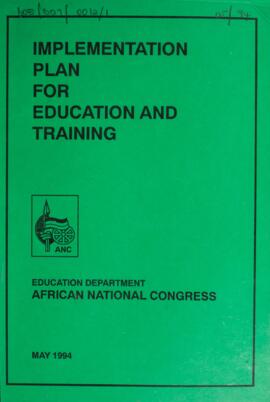 IMPLEMENTATION
PLAN
FOR
EDUCATION AND
TRAINING
ANC
EDUCATION DEPARTMENT
AFRICAN NATIONAL CONGRESS
MAY 1994